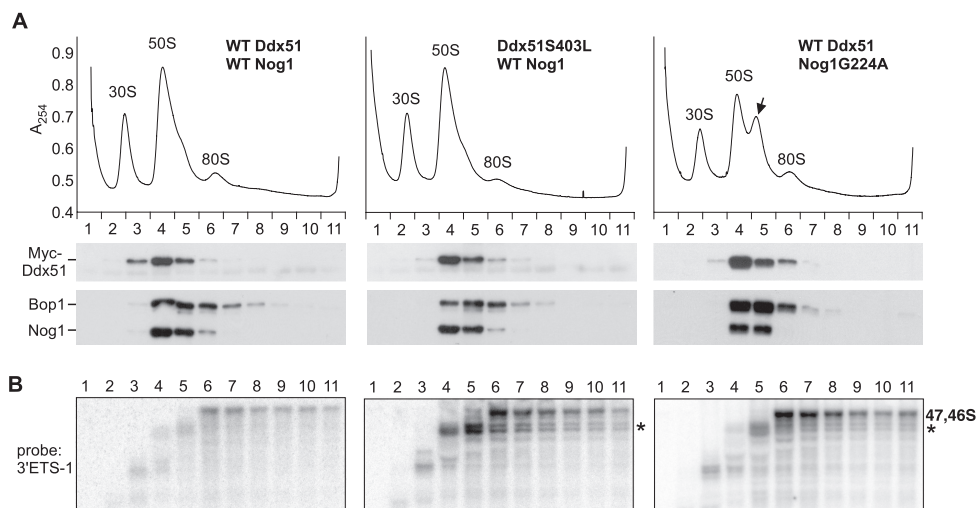 A
WT Ddx51
WT Nog1
50S
30S
80S
Ddx51S403L
WT Nog1
50S
30S
80S
WT Ddx51
Nog1G224A
50S
30S
80S
A254
0.9
0.8
0.7
0.6
0.5
0.4
1 2 3 4 5 6 7 8 9 10 11
1 2 3 4 5 6 7 8 9 10 11
1 2 3 4 5 6 7 8 9 10 11
Myc-
Ddx51
Bop1
Nog1
B
1 2 3 4 5 6 7 8 9 10 11
1 2 3 4 5 6 7 8 9 10 11
1 2 3 4 5 6 7 8 9 10 11
probe:
3'ETS-1
*
47,46S
*